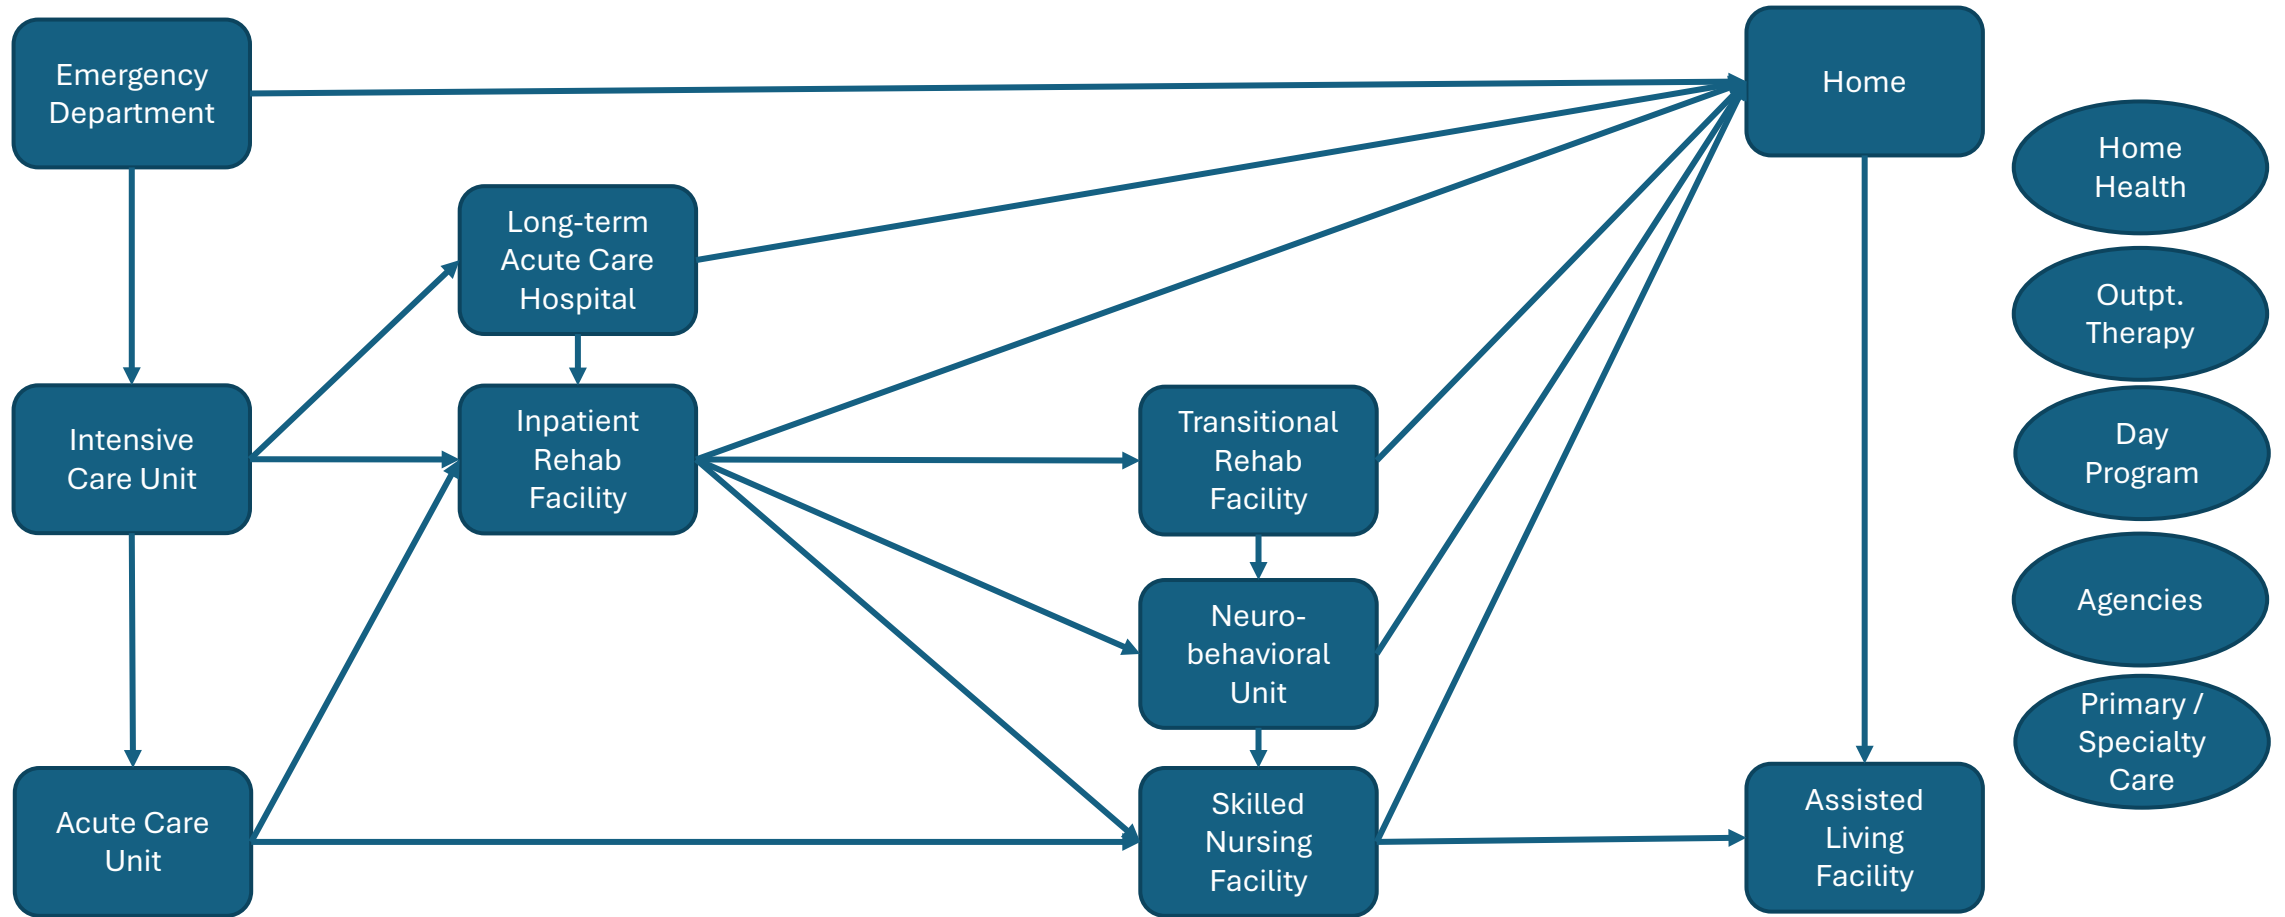 Emergency
Department
Home
Home
Health
Long-term
Acute Care
Hospital
Outpt.
Therapy
Intensive
Care Unit
Inpatient
Rehab
Facility
Transitional
Rehab
Facility
Day
Program
Neuro-
behavioral
Unit
Agencies
Primary /
Specialty
Care
Acute Care
Unit
Skilled
Nursing
Facility
Assisted
Living
Facility